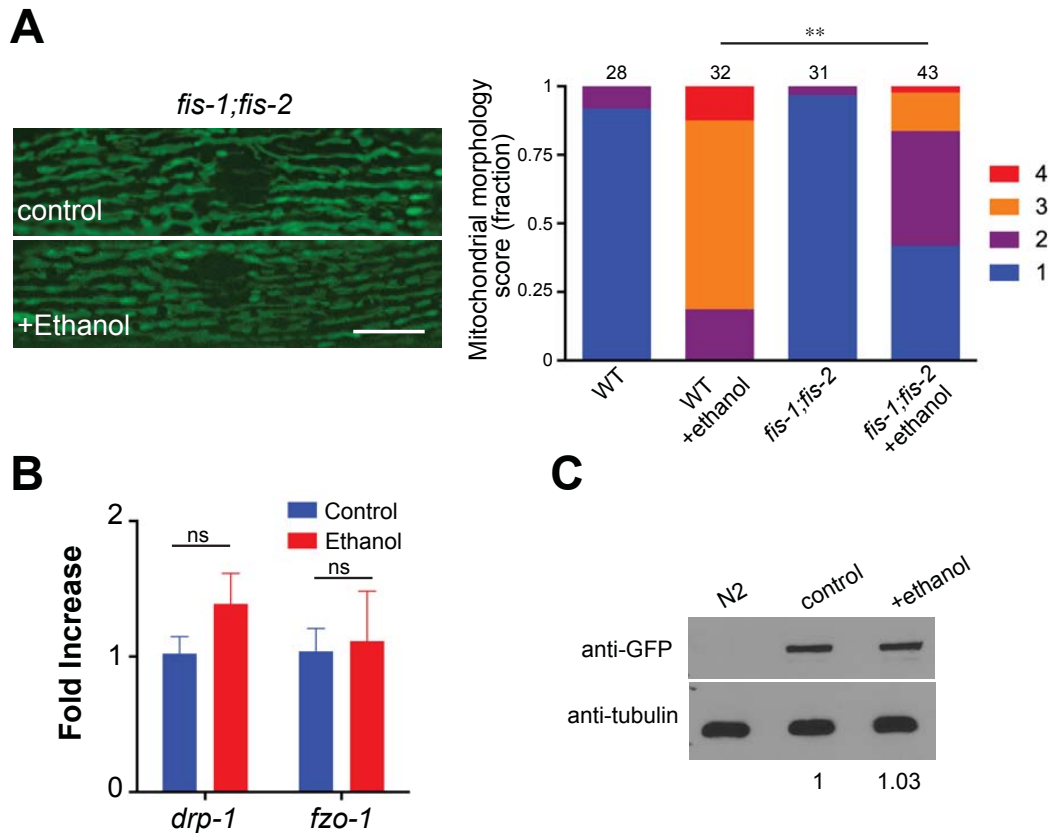 A
fis-1;fis-2
control
+Ethanol
**
28
32
31
43
Mitochondrial morphology
score (fraction)
1
0.75
0.5
0.25
0
WT
WT
+ethanol
fis-1;fis-2
fis-1;fis-2
+ethanol
4
3
2
1
B
Fold Increase
2
1
0
ns
ns
Control
Ethanol
drp-1
fzo-1
C
N2
control
+ethanol
anti-GFP
anti-tubulin
1
1.03